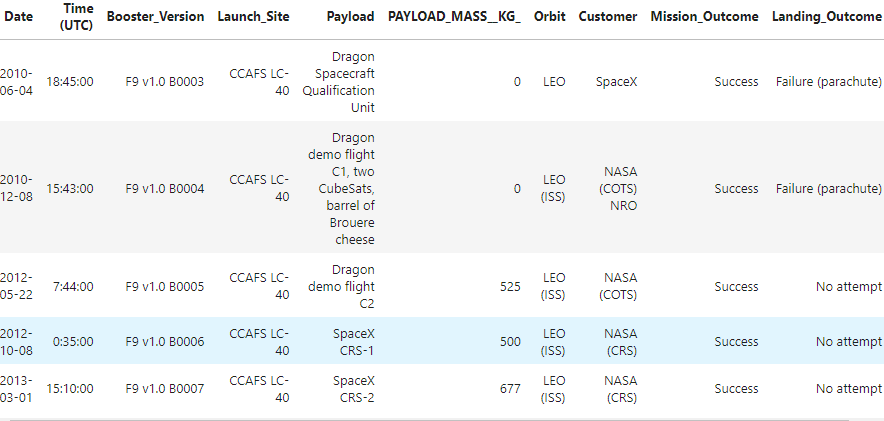 Date Time (UTC) Booster_Version Launch_Site Payload PAYLOAD_MASS__KG_ Orbit Customer Mission_Outcome Landing_Outcome
2010-06-04 18:45:00 F9 v1.0 B0003 CCAFS LC-40 Dragon Spacecraft Qualification Unit 0 LEO SpaceX Success Failure (parachute)
2010-12-08 15:43:00 F9 v1.0 B0004 CCAFS LC-40 Dragon demo flight C1, two CubeSats, barrel of Brouere cheese 0 LEO (ISS) NASA (COTS) NRO Success Failure (parachute)
2012-05-22 7:44:00 F9 v1.0 B0005 CCAFS LC-40 Dragon demo flight C2 525 LEO (ISS) NASA (COTS) Success No attempt
2012-10-08 0:35:00 F9 v1.0 B0006 CCAFS LC-40 SpaceX CRS-1 500 LEO (ISS) NASA (CRS) Success No attempt
2013-03-01 15:10:00 F9 v1.0 B0007 CCAFS LC-40 SpaceX CRS-2 677 LEO (ISS) NASA (CRS) Success No attempt